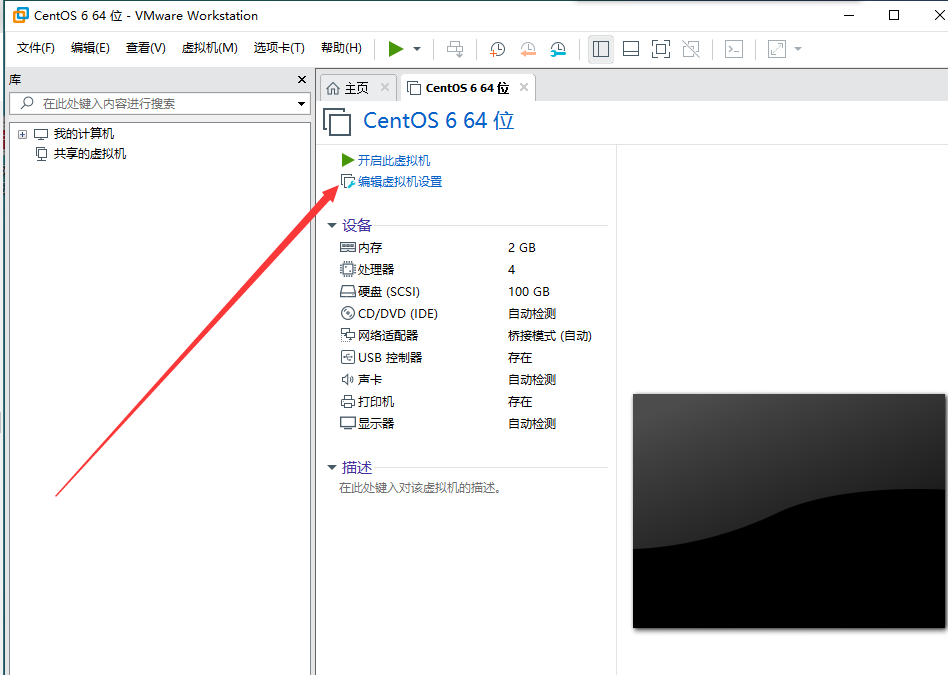 CentOS 6 64 位 - VMware Workstation
文件(F) 编辑(E) 查看(V) 虚拟机(M) 选项卡(T) 帮助(H)
库
在此处键入内容进行搜索
我的计算机
共享的虚拟机
主页
CentOS 6 64 位
CentOS 6 64 位
开启此虚拟机
编辑虚拟机设置
设备
内存 2 GB
处理器 4
硬盘 (SCSI) 100 GB
CD/DVD (IDE) 自动检测
网络适配器 桥接模式 (自动)
USB 控制器 存在
声卡 自动检测
打印机 存在
显示器 自动检测
描述
在此处键入对该虚拟机的描述。